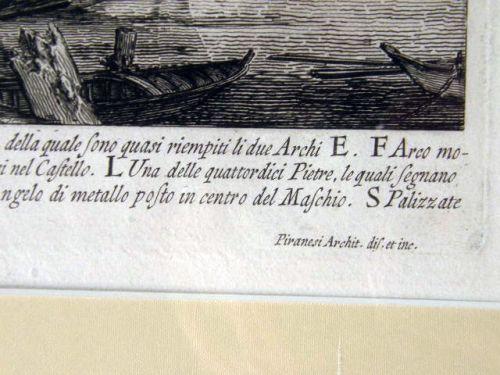 della quale ſono quasi riempiti li due Archi E. F Arco mo-
i nel Caſtello. L Una delle quattordici Pietre, le quali ſegnano
ngelo di metallo poſto in centro del Maſchio. S Palizzate
Piranesi Archit. diſ. et inc.